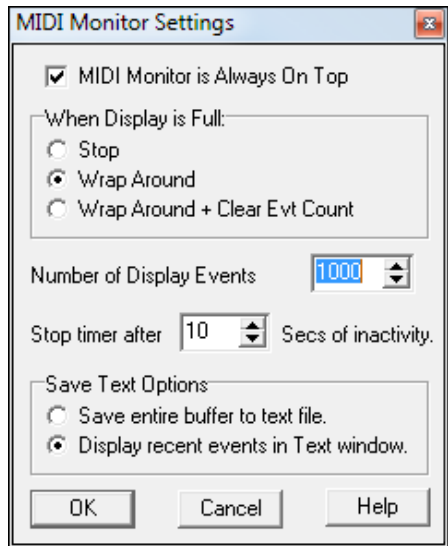 MIDI Monitor Settings
MIDI Monitor is Always On Top
When Display is Full:
Stop
Wrap Around
Wrap Around + Clear Evt Count
Number of Display Events 1000
Stop timer after 10 Secs of inactivity.
Save Text Options
Save entire buffer to text file.
Display recent events in Text window.
OK Cancel Help